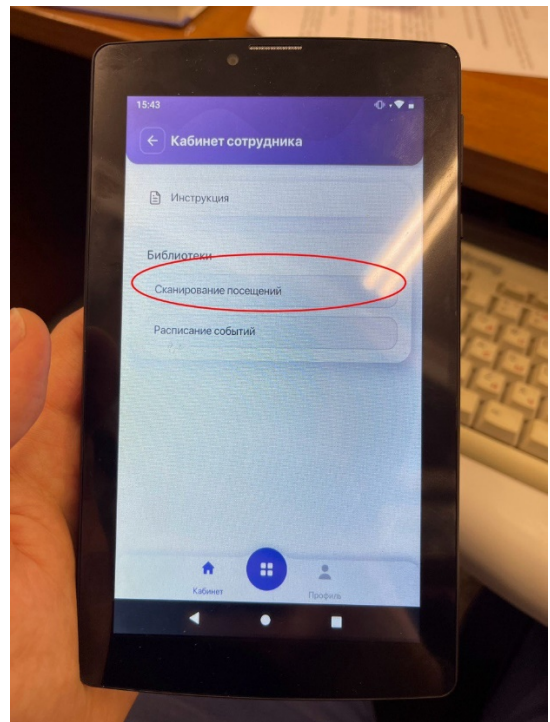 15:43
Кабинет сотрудника
Инструкция
Библиотеки
Сканирование посещений
Расписание событий
Кабинет
Профиль